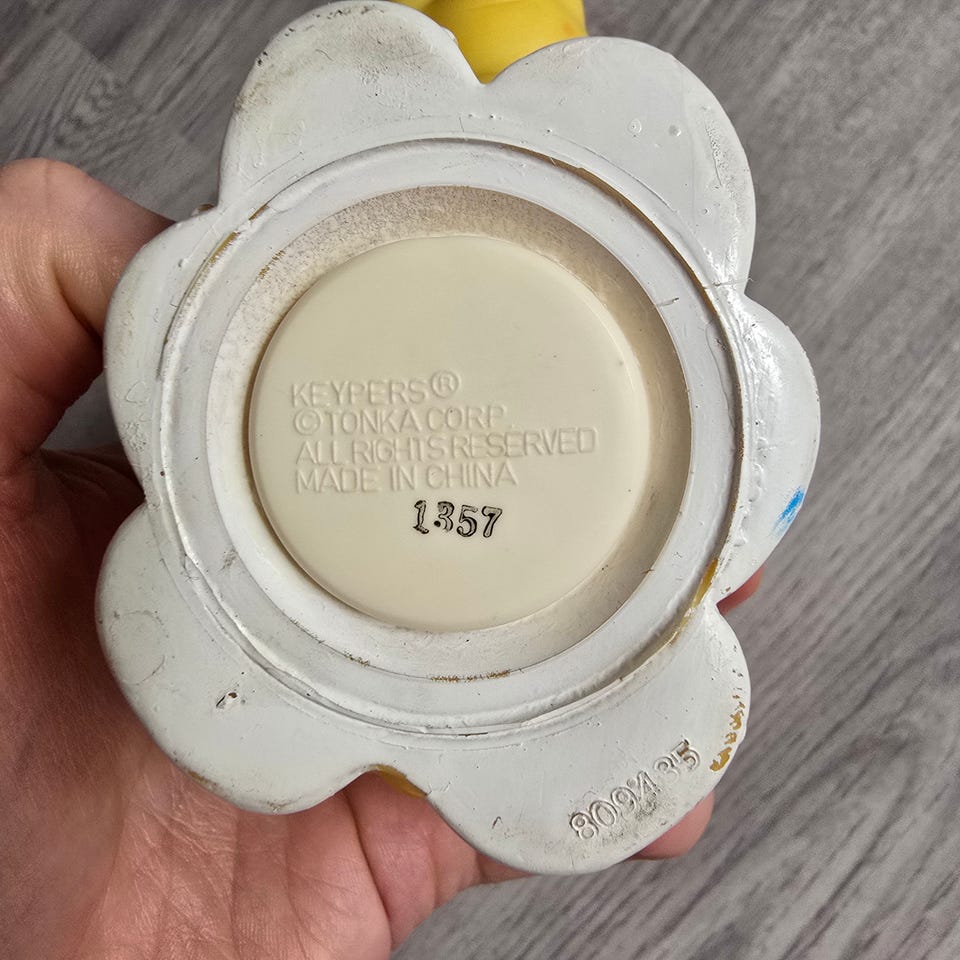 KEYPERS®
©TONKA CORP.
ALL RIGHTS RESERVED
MADE IN CHINA
1357
809435